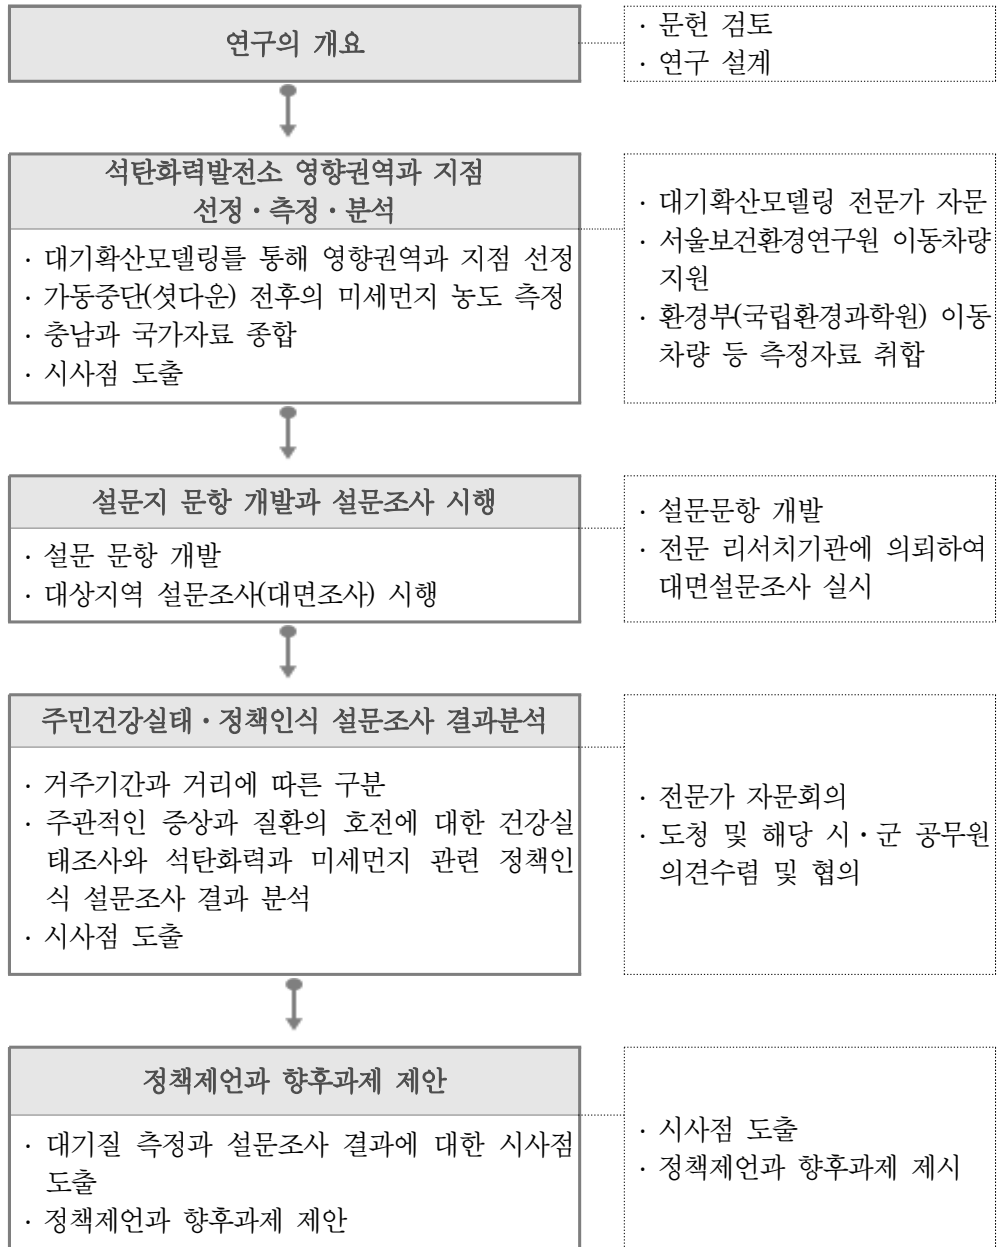 연구의 개요
· 문헌 검토
· 연구 설계
석탄화력발전소 영향권역과 지점
선정·측정·분석
· 대기확산모델링를 통해 영향권역과 지점 선정
· 가동중단(셧다운) 전후의 미세먼지 농도 측정
· 충남과 국가자료 종합
· 시사점 도출
· 대기확산모델링 전문가 자문
· 서울보건환경연구원 이동차량
지원
· 환경부(국립환경과학원) 이동
차량 등 측정자료 취합
설문지 문항 개발과 설문조사 시행
· 설문 문항 개발
· 대상지역 설문조사(대면조사) 시행
· 설문문항 개발
· 전문 리서치기관에 의뢰하여
대면설문조사 실시
주민건강실태·정책인식 설문조사 결과분석
· 거주기간과 거리에 따른 구분
· 주관적인 증상과 질환의 호전에 대한 건강실
태조사와 석탄화력과 미세먼지 관련 정책인
식 설문조사 결과 분석
· 시사점 도출
· 전문가 자문회의
· 도청 및 해당 시·군 공무원
의견수렴 및 협의
정책제언과 향후과제 제안
· 대기질 측정과 설문조사 결과에 대한 시사점
도출
· 정책제언과 향후과제 제안
· 시사점 도출
· 정책제언과 향후과제 제시